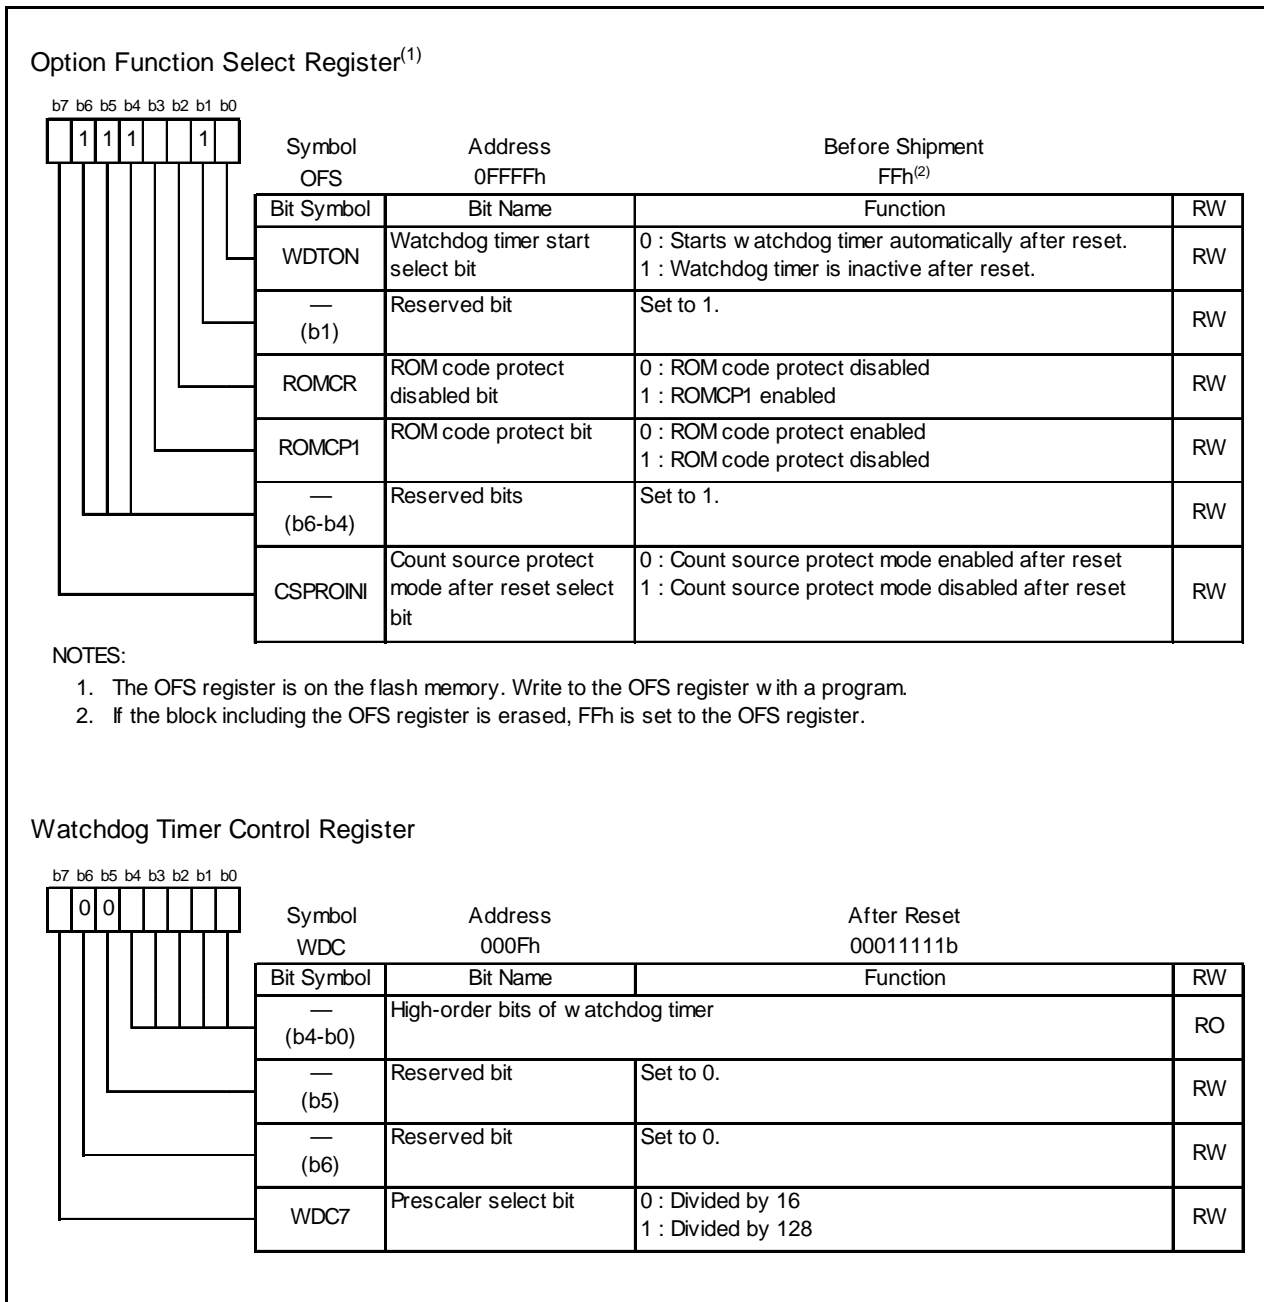 Option Function Select Register(1)
b7 b6 b5 b4 b3 b2 b1 b0
1 1 1 1
Symbol Address Before Shipment
OFS 0FFFFh FFh(2)
Bit Symbol Bit Name Function RW
WDTON Watchdog timer start select bit 0 : Starts watchdog timer automatically after reset. RW
1 : Watchdog timer is inactive after reset.
— (b1) Reserved bit Set to 1. RW
ROMCR ROM code protect disabled bit 0 : ROM code protect disabled RW
1 : ROMCP1 enabled
ROMCP1 ROM code protect bit 0 : ROM code protect enabled RW
1 : ROM code protect disabled
— (b6-b4) Reserved bits Set to 1. RW
CSPROINI Count source protect mode after reset select bit 0 : Count source protect mode enabled after reset RW
1 : Count source protect mode disabled after reset
NOTES:
1. The OFS register is on the flash memory. Write to the OFS register with a program.
2. If the block including the OFS register is erased, FFh is set to the OFS register.
Watchdog Timer Control Register
b7 b6 b5 b4 b3 b2 b1 b0
0 0
Symbol Address After Reset
WDC 000Fh 00011111b
Bit Symbol Bit Name Function RW
— (b4-b0) High-order bits of watchdog timer RO
— (b5) Reserved bit Set to 0. RW
— (b6) Reserved bit Set to 0. RW
WDC7 Prescaler select bit 0 : Divided by 16 RW
1 : Divided by 128